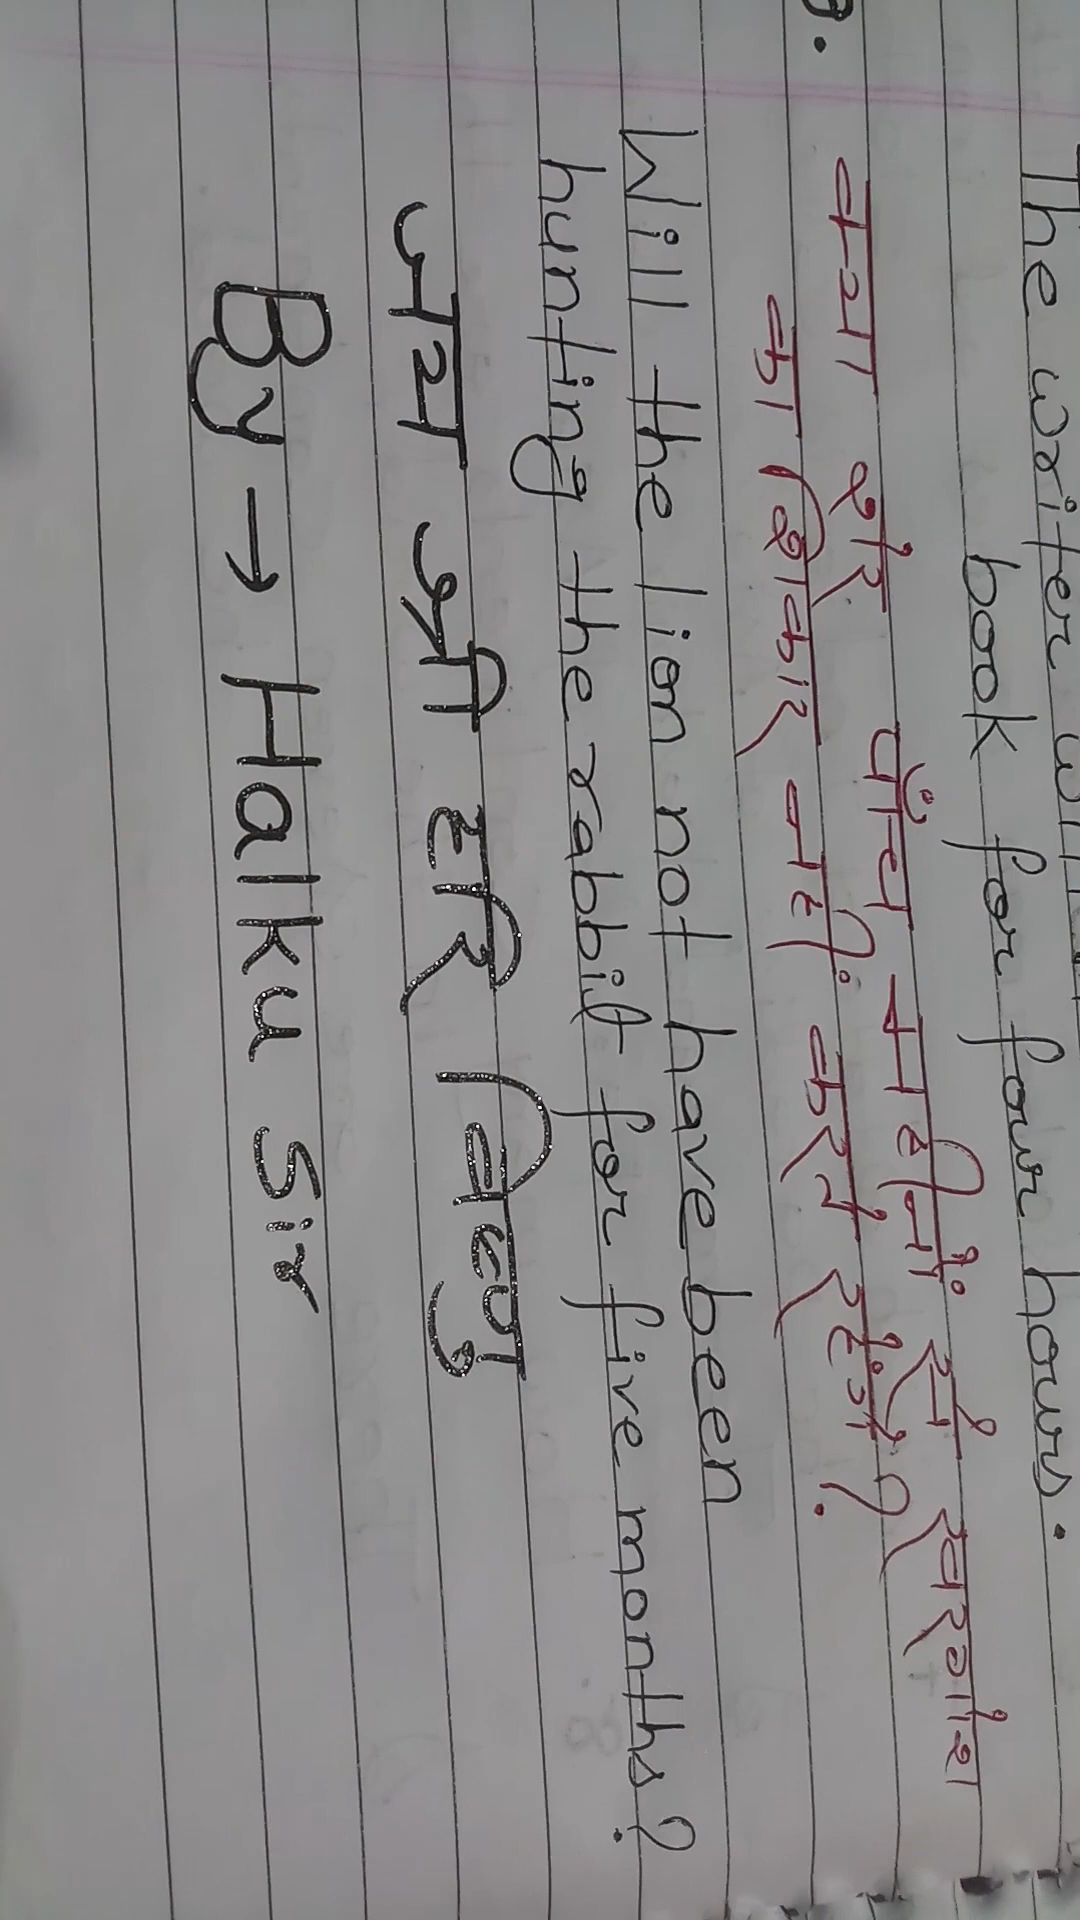 The writer will
book for four hours.
क्या शेर पाँच महीनों से खरगोश
का शिकार नहीं करते रहेंगे?
Will the lion not have been
hunting the rabbit for five months?
जय श्री हरि विष्णु
By → Halku Sir